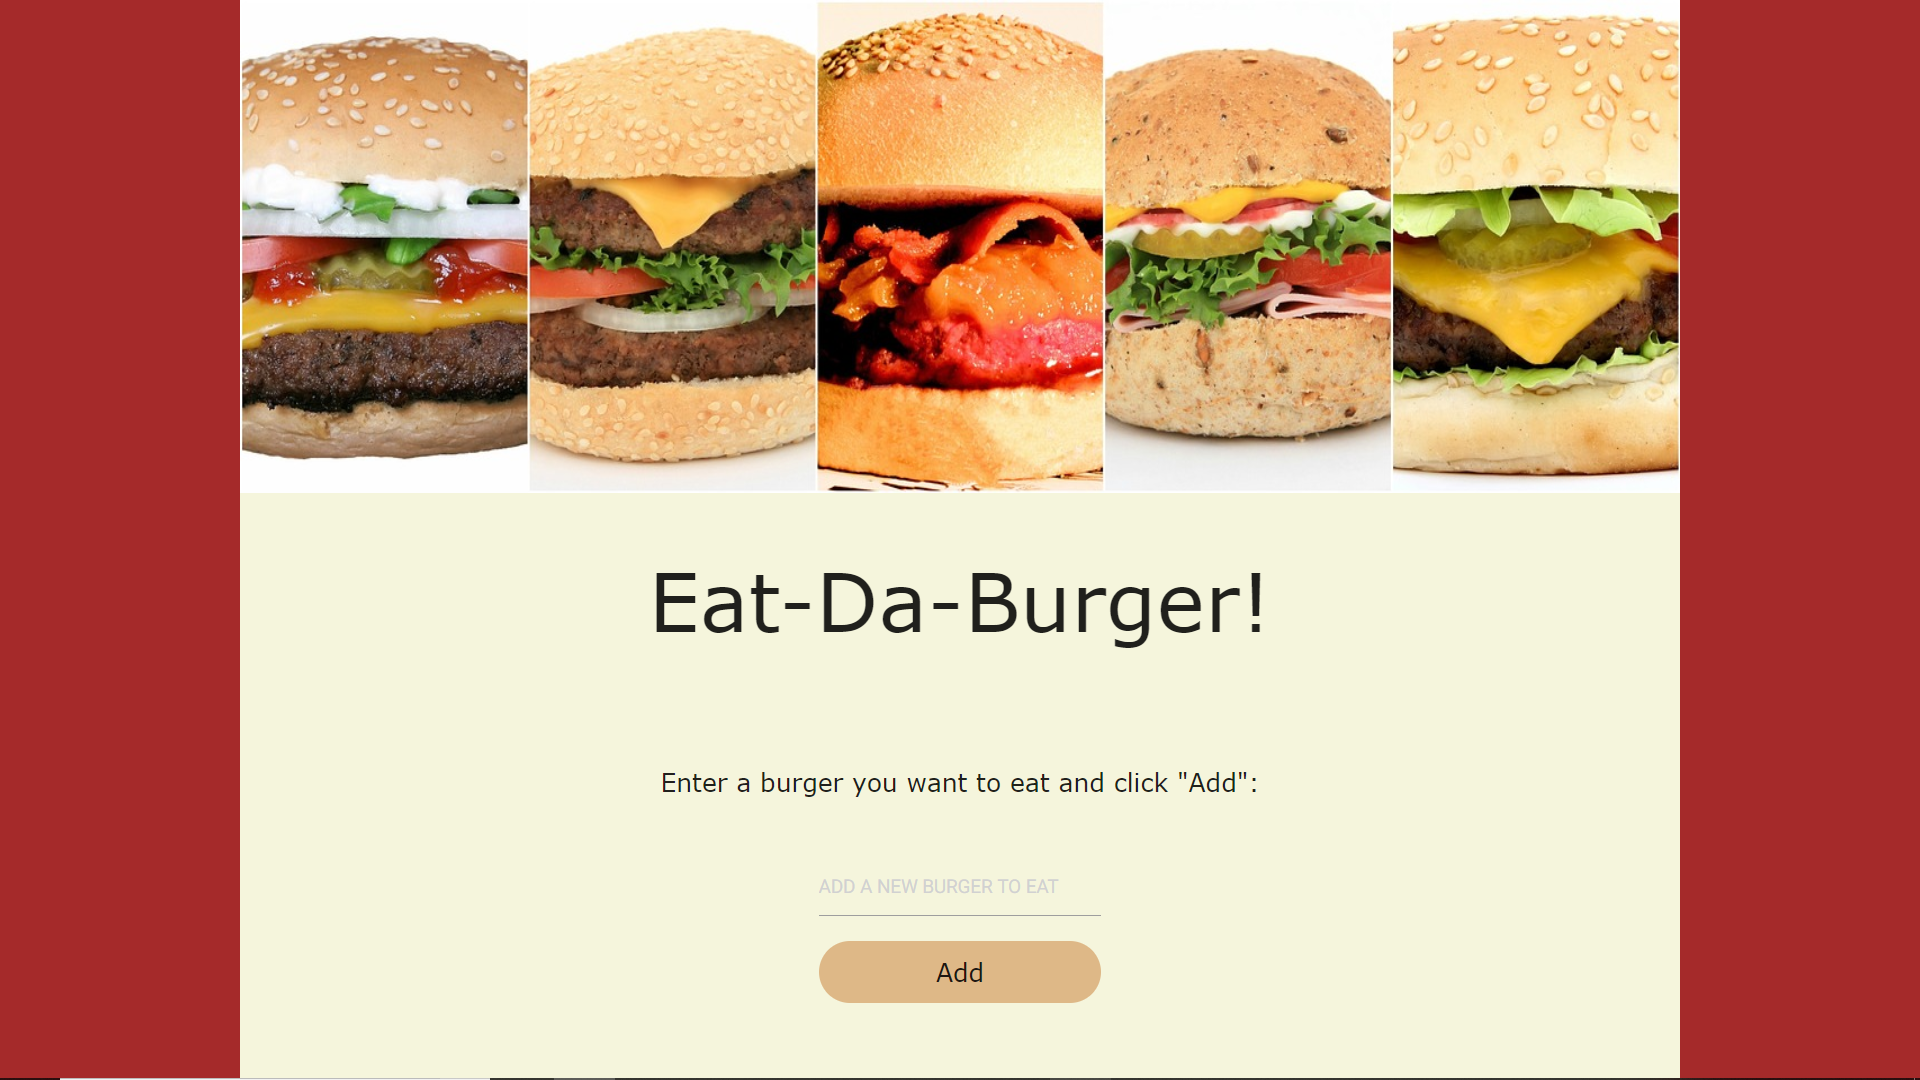 Eat-Da-Burger!
Enter a burger you want to eat and click "Add":
ADD A NEW BURGER TO EAT
Add